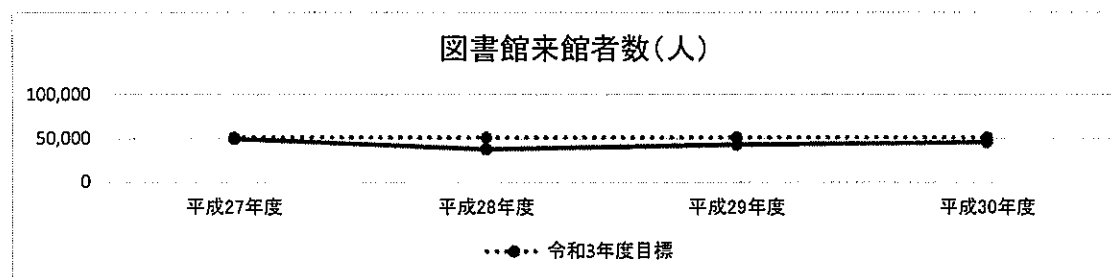 図書館来館者数(人)
100,000
50,000
0
平成27年度 平成28年度 平成29年度 平成30年度
令和3年度目標